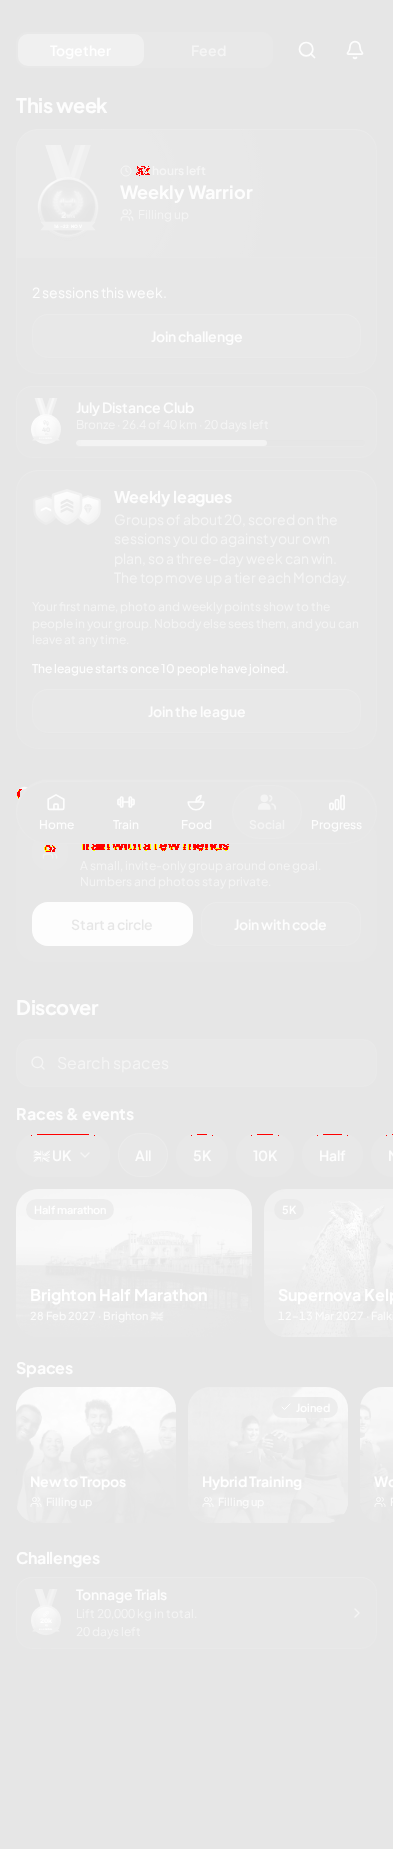 Together
Feed
This week
hours left
Weekly Warrior
Filling up
2 sessions this week.
Join challenge
July Distance Club
Bronze · 26.4 of 40 km · 20 days left
Weekly leagues
Groups of about 20, scored on the
sessions you do against your own
plan, so a three-day week can win.
The top move up a tier each Monday.
Your first name, photo and weekly points show to the
people in your group. Nobody else sees them, and you can
leave at any time.
The league starts once 10 people have joined.
Join the league
Home
Train
Food
Social
Progress
Train with a few friends
A small, invite-only group around one goal.
Numbers and photos stay private.
Start a circle
Join with code
Discover
Search spaces
Races & events
UK
All
5K
10K
Half
Half marathon
5K
Brighton Half Marathon
Supernova Kelp
28 Feb 2027 · Brighton
12–13 Mar 2027 · Falk
Spaces
Joined
New to Tropos
Hybrid Training
Wo
Filling up
Filling up
Challenges
Tonnage Trials
Lift 20,000 kg in total.
20 days left